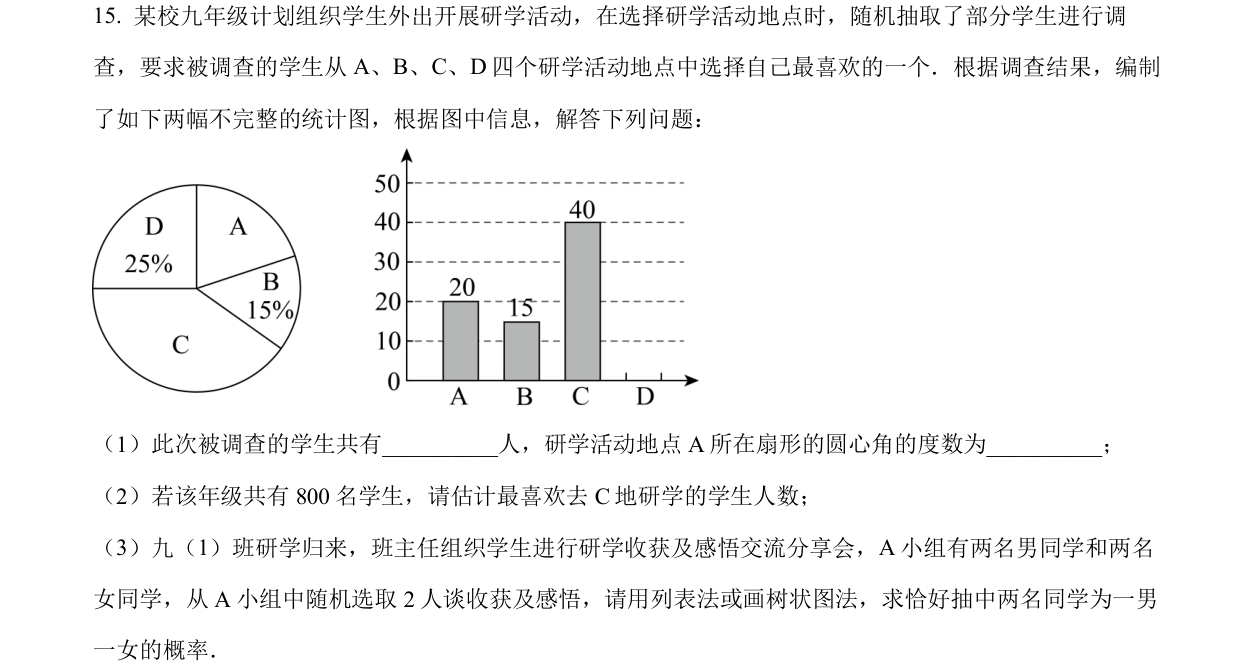 15. 某校九年级计划组织学生外出开展研学活动，在选择研学活动地点时，随机抽取了部分学生进行调
查，要求被调查的学生从 A、B、C、D 四个研学活动地点中选择自己最喜欢的一个．根据调查结果，编制
了如下两幅不完整的统计图，根据图中信息，解答下列问题：
D
25%
A
B
15%
C
50
40
30
20
10
0
20
15
40
A B C D
（1）此次被调查的学生共有__________人，研学活动地点 A 所在扇形的圆心角的度数为__________；
（2）若该年级共有 800 名学生，请估计最喜欢去 C 地研学的学生人数；
（3）九（1）班研学归来，班主任组织学生进行研学收获及感悟交流分享会，A 小组有两名男同学和两名
女同学，从 A 小组中随机选取 2 人谈收获及感悟，请用列表法或画树状图法，求恰好抽中两名同学为一男
一女的概率．